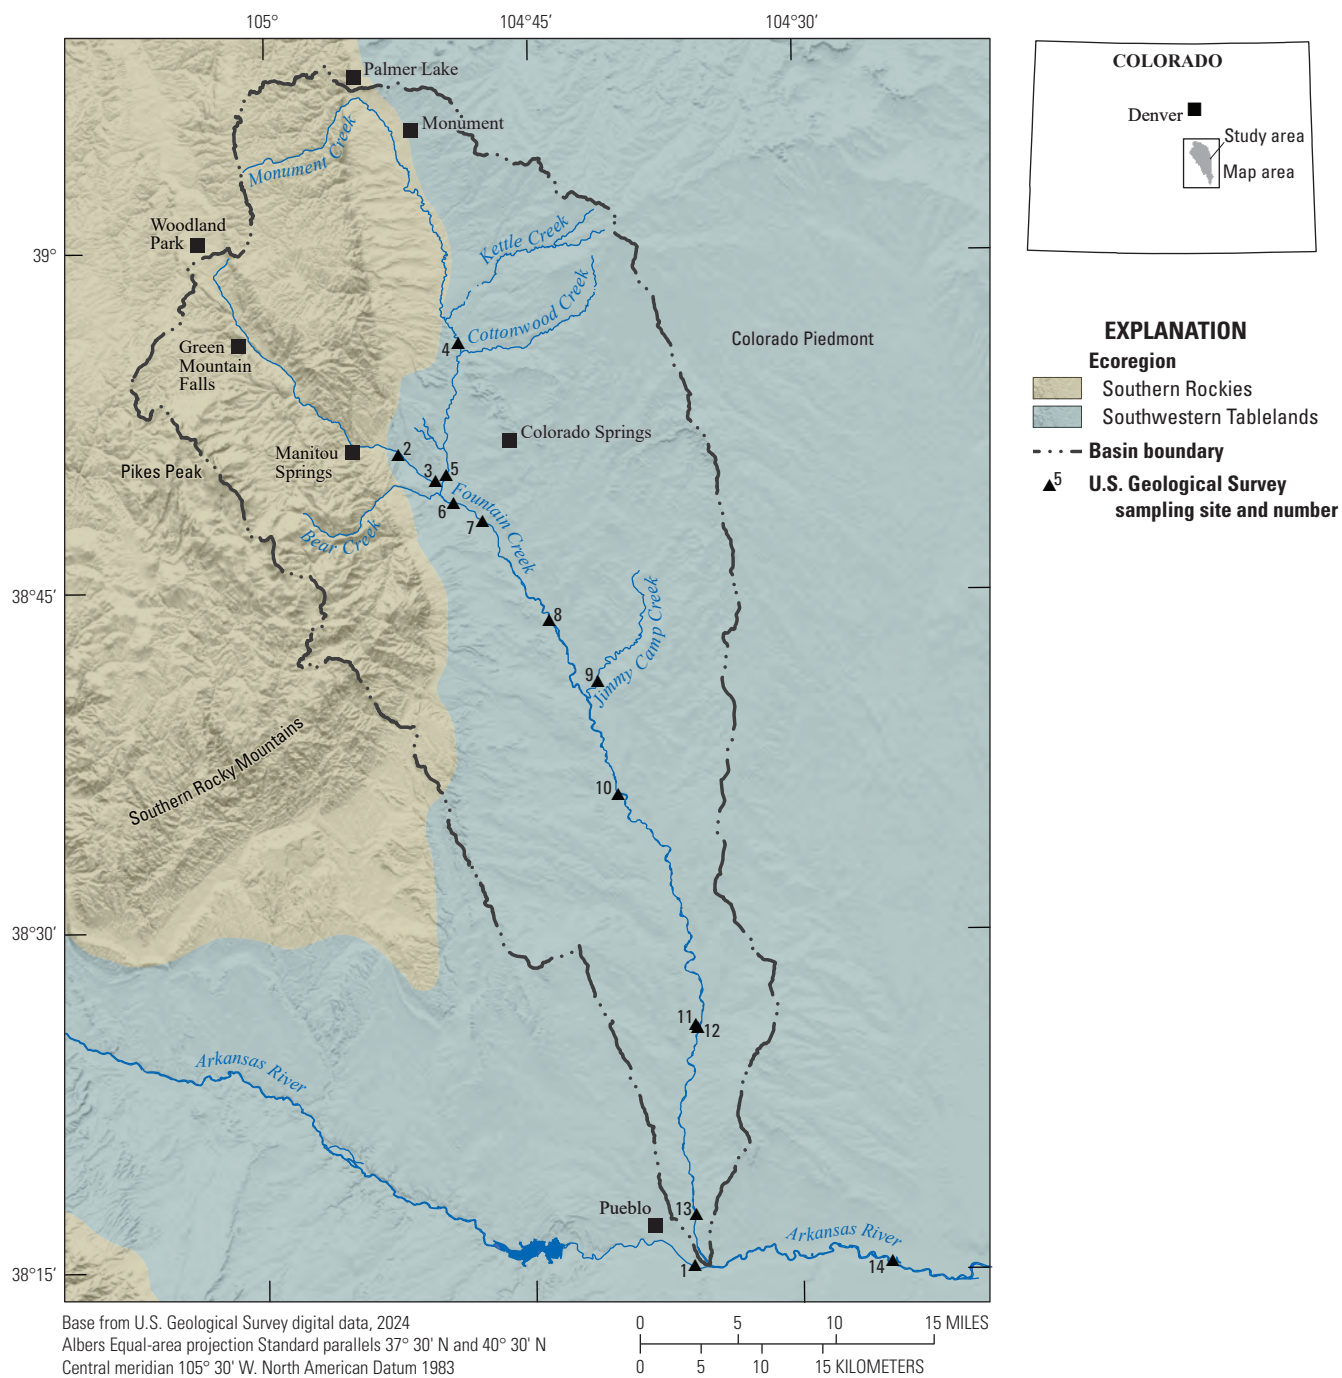 105°
104°45'
104°30'
Palmer Lake
Monument
Monument Creek
Woodland
Park
39°
Kettle Creek
Cottonwood Creek
4
Colorado Piedmont
Green
Mountain
Falls
Colorado Springs
Manitou
Springs
2
Pikes Peak
3
5
Fountain Creek
6
7
Bear Creek
38°45'
8
Jimmy Camp Creek
9
Southern Rocky Mountains
10
38°30'
11
12
Arkansas River
Pueblo
13
Arkansas River
1
14
38°15'
COLORADO
Denver
Study area
Map area
EXPLANATION
Ecoregion
Southern Rockies
Southwestern Tablelands
Basin boundary
5
U.S. Geological Survey
sampling site and number
Base from U.S. Geological Survey digital data, 2024
Albers Equal-area projection Standard parallels 37° 30' N and 40° 30' N
Central meridian 105° 30' W. North American Datum 1983
0 5 10 15 MILES
0 5 10 15 KILOMETERS